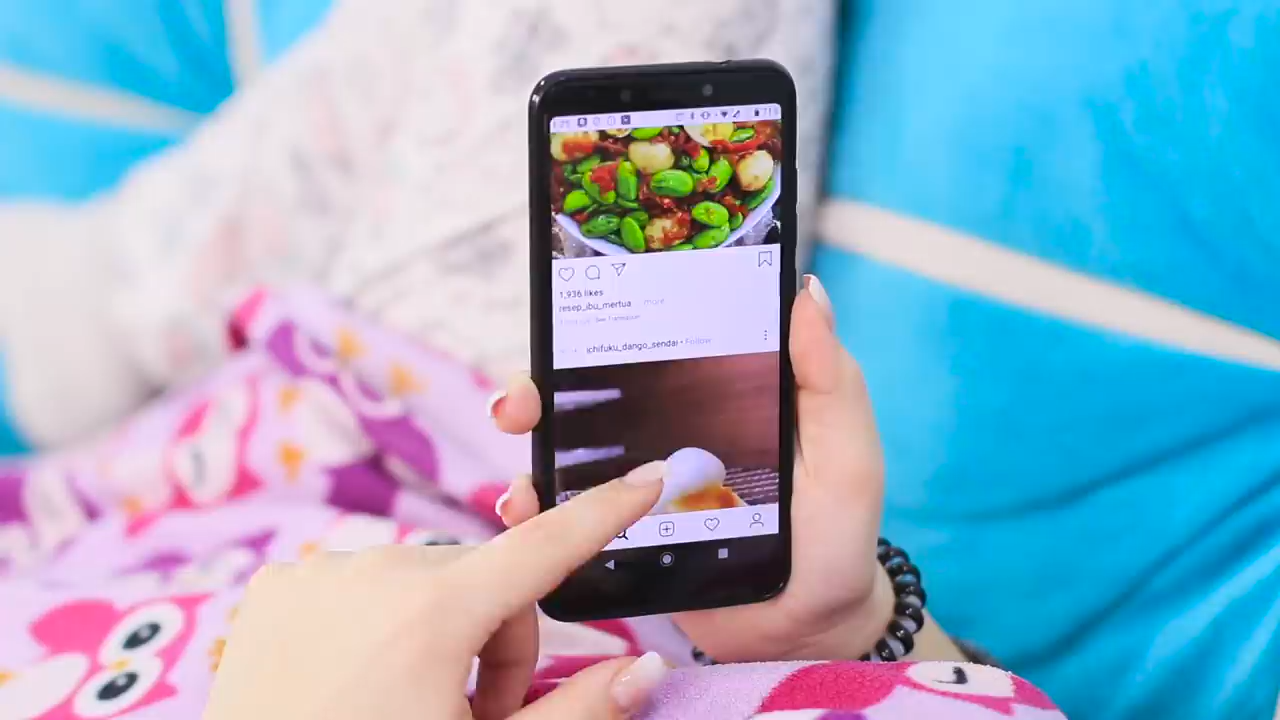 1,936 likes
resep_ibu_mertua ... more
See Translation
ichifuku_dango_sendai • Follow